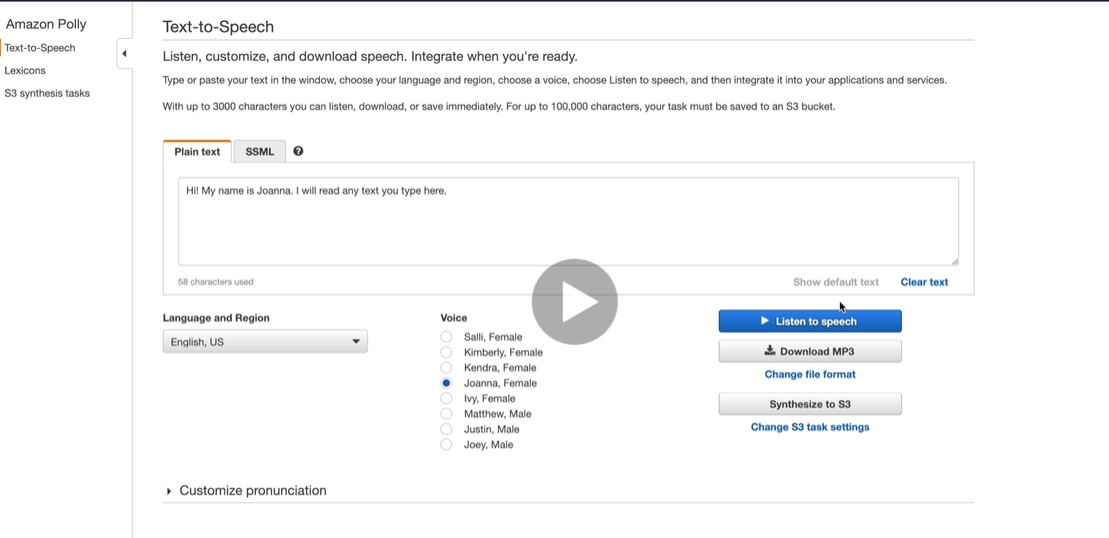 Amazon Polly
Text-to-Speech
Lexicons
S3 synthesis tasks
Text-to-Speech
Listen, customize, and download speech. Integrate when you're ready.
Type or paste your text in the window, choose your language and region, choose a voice, choose Listen to speech, and then integrate it into your applications and services.
With up to 3000 characters you can listen, download, or save immediately. For up to 100,000 characters, your task must be saved to an S3 bucket.
Plain text
SSML
?
Hi! My name is Joanna. I will read any text you type here.
58 characters used
Show default text
Clear text
Language and Region
English, US
Voice
Salli, Female
Kimberly, Female
Kendra, Female
Joanna, Female
Ivy, Female
Matthew, Male
Justin, Male
Joey, Male
Listen to speech
Download MP3
Change file format
Synthesize to S3
Change S3 task settings
Customize pronunciation